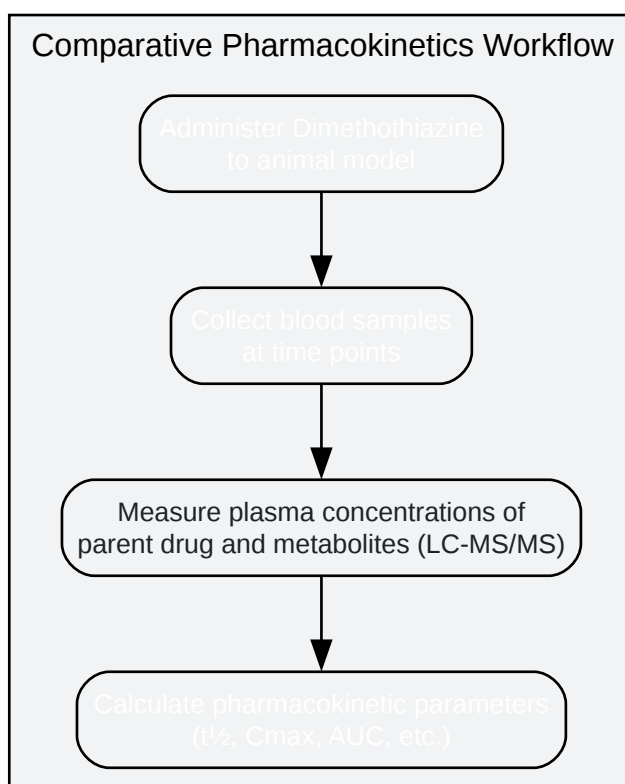 Comparative Pharmacokinetics Workflow
Administer Dimethothiazine
to animal model
Collect blood samples
at time points
Measure plasma concentrations of
parent drug and metabolites (LC-MS/MS)
Calculate pharmacokinetic parameters
(t½, Cmax, AUC, etc.)